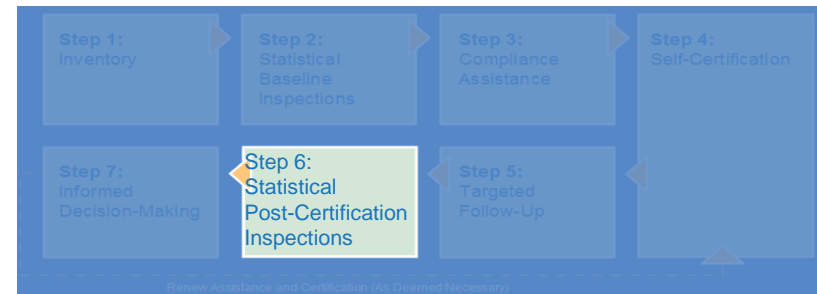 Step 1:
Inventory
Step 2:
Statistical
Baseline
Inspections
Step 3:
Compliance
Assistance
Step 4:
Self-Certification
Step 7:
Informed
Decision-Making
Step 6:
Statistical
Post-Certification
Inspections
Step 5:
Targeted
Follow-Up
Renew Assistance and Certification (As Deemed Necessary)